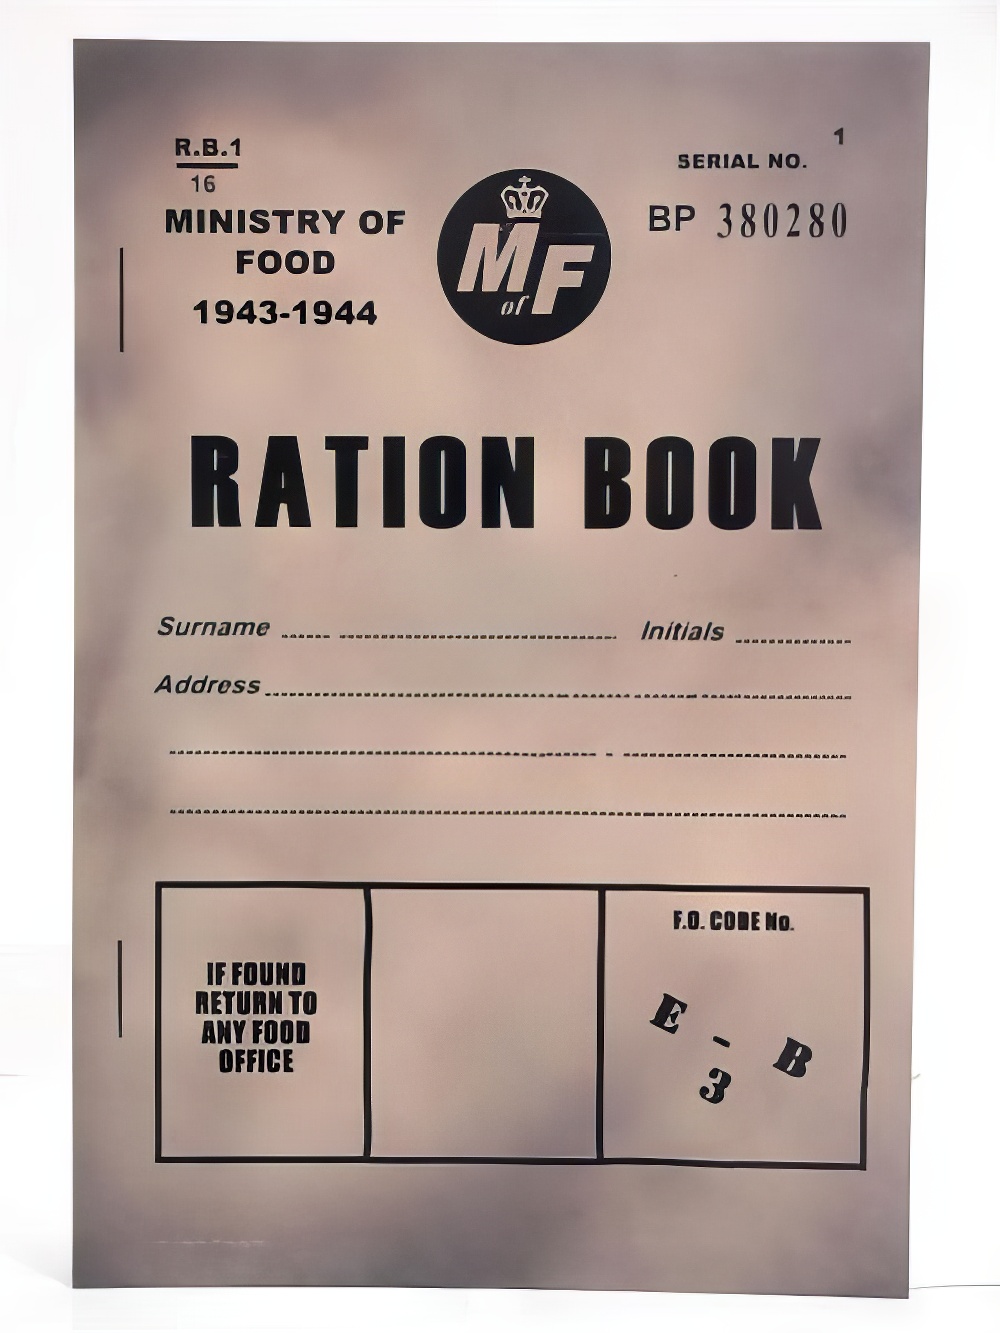 R.B.1
16
MINISTRY OF
FOOD
1943-1944
M
of F
1
SERIAL NO.
BP 380280
RATION BOOK
Surname
Initials
Address
IF FOUND
RETURN TO
ANY FOOD
OFFICE
F.O. CODE No.
E - B
3